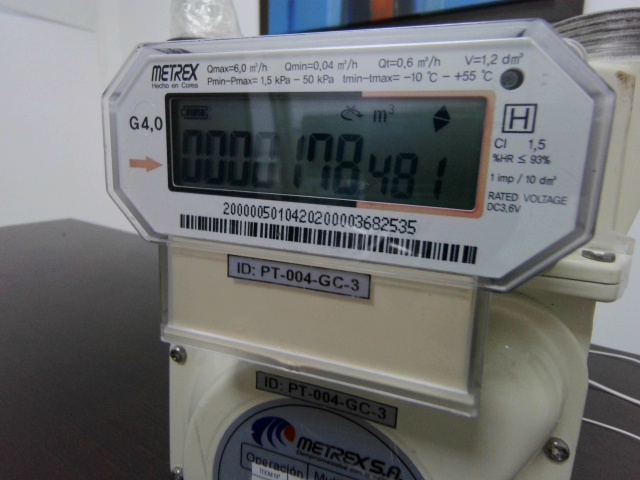 METREX
Hecho en Corea
Qmax=6,0 m³/h Qmin=0,04 m³/h Qt=0,6 m³/h V=1,2 dm³
Pmin-Pmax= 1,5 kPa - 50 kPa tmin-tmax= -10 °C - +55 °C
G4,0
m³
0000178,481
H
Cl 1,5
%HR ≤ 93%
1 imp / 10 dm³
RATED VOLTAGE
DC3,6V
2000005010420200003682535
ID: PT-004-GC-3
ID: PT-004-GC-3
METREX S.A.
Operación